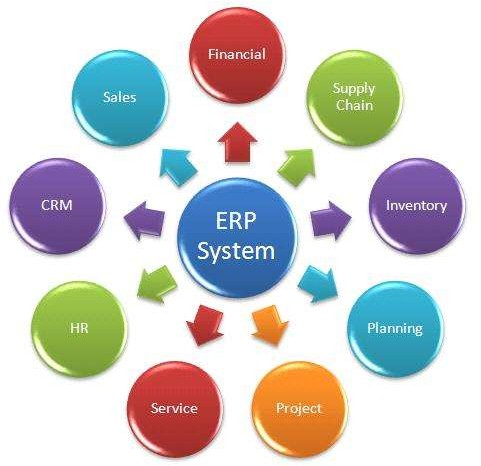 Financial
Sales
Supply
Chain
CRM
ERP
System
Inventory
HR
Planning
Service
Project